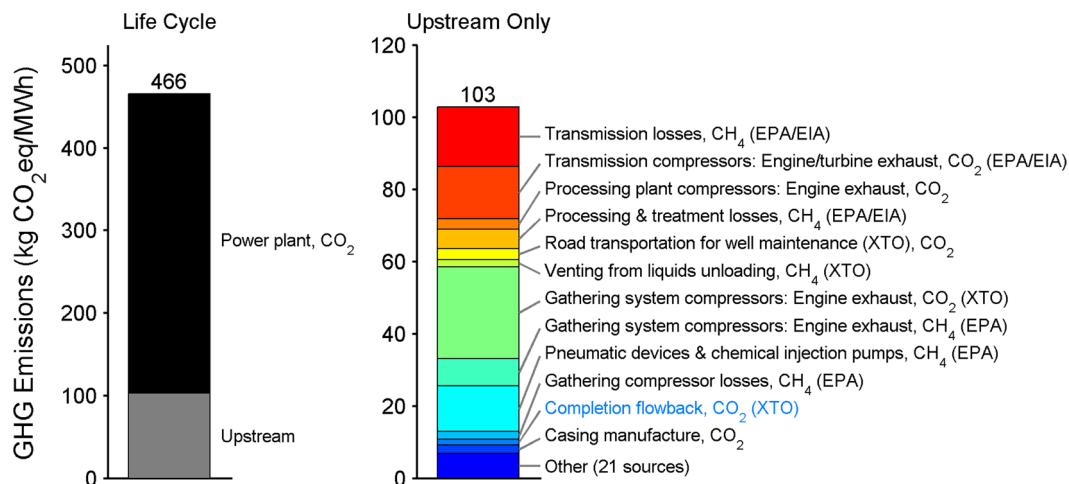 Life Cycle
Upstream Only
GHG Emissions (kg CO2eq/MWh)
500
400
300
200
100
0
466
Power plant, CO2
Upstream
120
100
80
60
40
20
0
103
Transmission losses, CH4 (EPA/EIA)
Transmission compressors: Engine/turbine exhaust, CO2 (EPA/EIA)
Processing plant compressors: Engine exhaust, CO2
Processing & treatment losses, CH4 (EPA/EIA)
Road transportation for well maintenance (XTO), CO2
Venting from liquids unloading, CH4 (XTO)
Gathering system compressors: Engine exhaust, CO2 (XTO)
Gathering system compressors: Engine exhaust, CH4 (EPA)
Pneumatic devices & chemical injection pumps, CH4 (EPA)
Gathering compressor losses, CH4 (EPA)
Completion flowback, CO2 (XTO)
Casing manufacture, CO2
Other (21 sources)